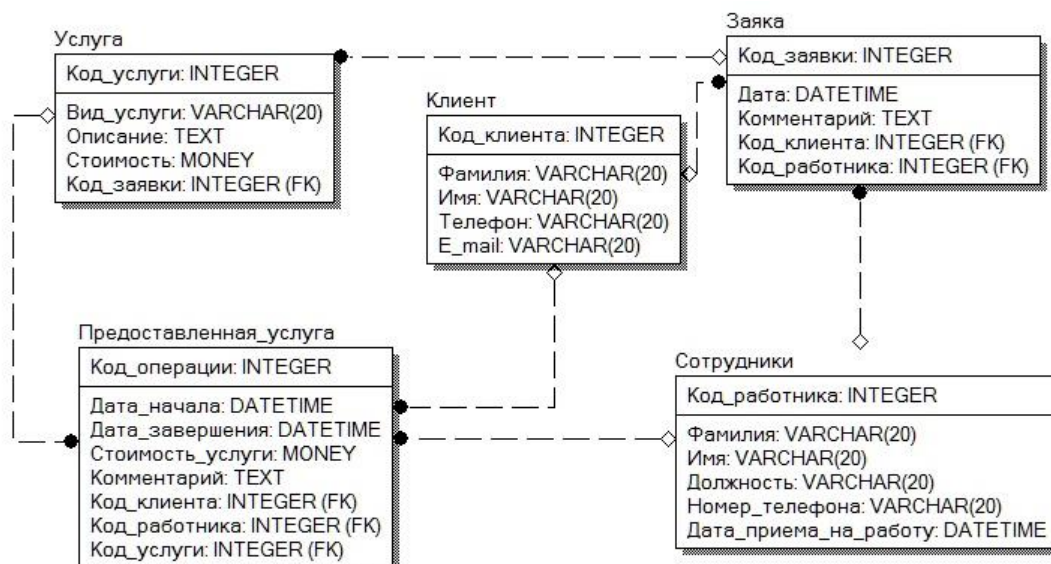 Услуга
Код_услуги: INTEGER
Вид_услуги: VARCHAR(20)
Описание: TEXT
Стоимость: MONEY
Код_заявки: INTEGER (FK)
Клиент
Код_клиента: INTEGER
Фамилия: VARCHAR(20)
Имя: VARCHAR(20)
Телефон: VARCHAR(20)
E_mail: VARCHAR(20)
Заяка
Код_заявки: INTEGER
Дата: DATETIME
Комментарий: TEXT
Код_клиента: INTEGER (FK)
Код_работника: INTEGER (FK)
Предоставленная_услуга
Код_операции: INTEGER
Дата_начала: DATETIME
Дата_завершения: DATETIME
Стоимость_услуги: MONEY
Комментарий: TEXT
Код_клиента: INTEGER (FK)
Код_работника: INTEGER (FK)
Код_услуги: INTEGER (FK)
Сотрудники
Код_работника: INTEGER
Фамилия: VARCHAR(20)
Имя: VARCHAR(20)
Должность: VARCHAR(20)
Номер_телефона: VARCHAR(20)
Дата_приема_на_работу: DATETIME